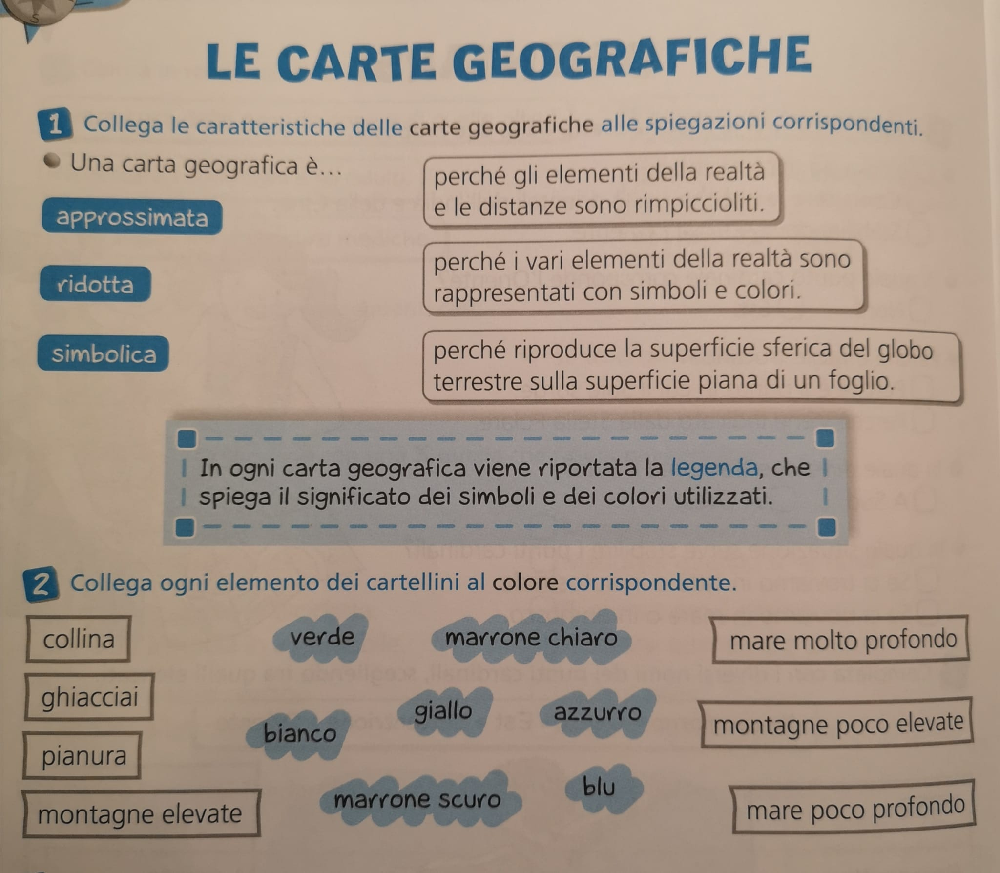 S
LE CARTE GEOGRAFICHE
1 Collega le caratteristiche delle carte geografiche alle spiegazioni corrispondenti.
Una carta geografica è...
approssimata
ridotta
simbolica
perché gli elementi della realtà
e le distanze sono rimpiccioliti.
perché i vari elementi della realtà sono
rappresentati con simboli e colori.
perché riproduce la superficie sferica del globo
terrestre sulla superficie piana di un foglio.
In ogni carta geografica viene riportata la legenda, che
spiega il significato dei simboli e dei colori utilizzati.
2 Collega ogni elemento dei cartellini al colore corrispondente.
collina
ghiacciai
pianura
montagne elevate
verde
marrone chiaro
giallo
azzurro
bianco
marrone scuro
blu
mare molto profondo
montagne poco elevate
mare poco profondo